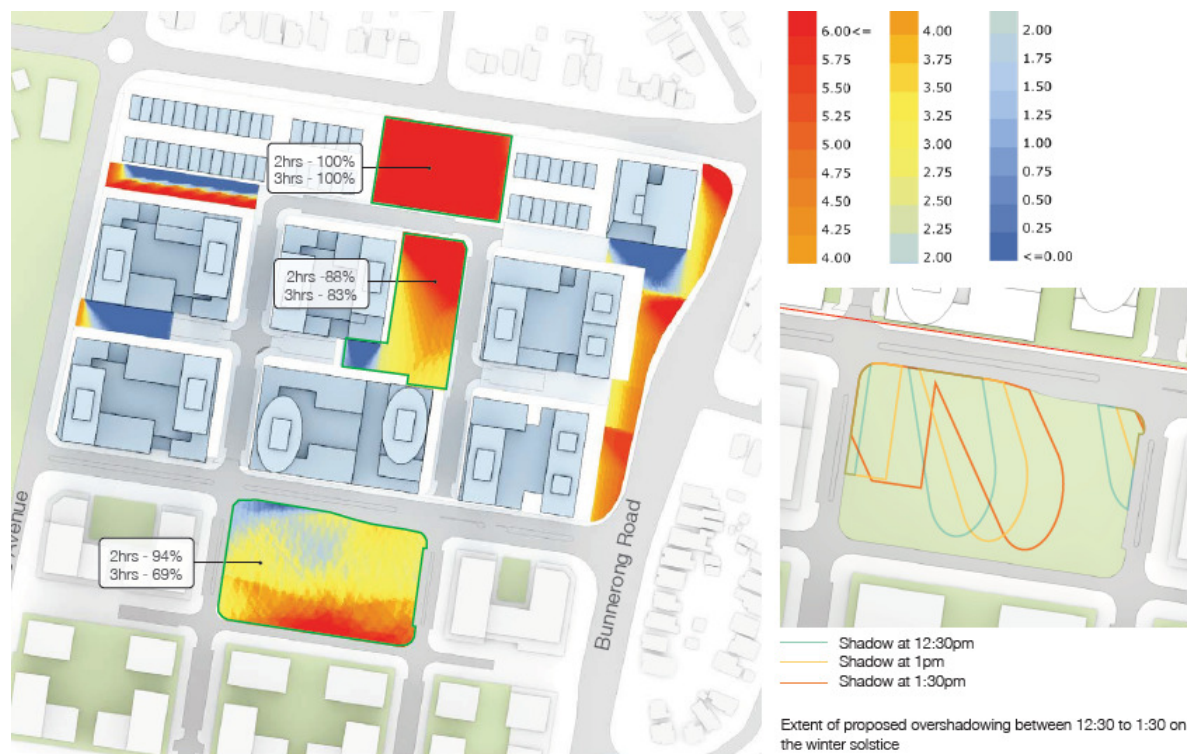 2hrs - 100%
3hrs - 100%
2hrs -88%
3hrs - 83%
2hrs - 94%
3hrs - 69%
Avenue
Bunnerong Road
6.00<=
5.75
5.50
5.25
5.00
4.75
4.50
4.25
4.00
4.00
3.75
3.50
3.25
3.00
2.75
2.50
2.25
2.00
2.00
1.75
1.50
1.25
1.00
0.75
0.50
0.25
<=0.00
Shadow at 12:30pm
Shadow at 1pm
Shadow at 1:30pm
Extent of proposed overshadowing between 12:30 to 1:30 on
the winter solstice